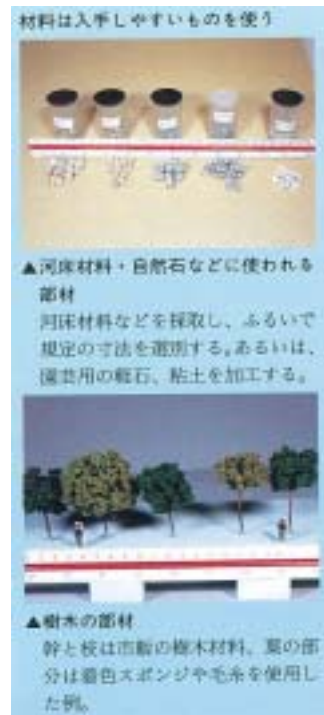 材料は入手しやすいものを使う
▲河床材料・自然石などに使われる
部材
河床材料などを採取し、ふるいで
規定の寸法を選別する。あるいは、
園芸用の軽石、粘土を加工する。
▲樹木の部材
幹と枝は市販の樹木材料、葉の部
分は着色スポンジや毛糸を使用し
た例。